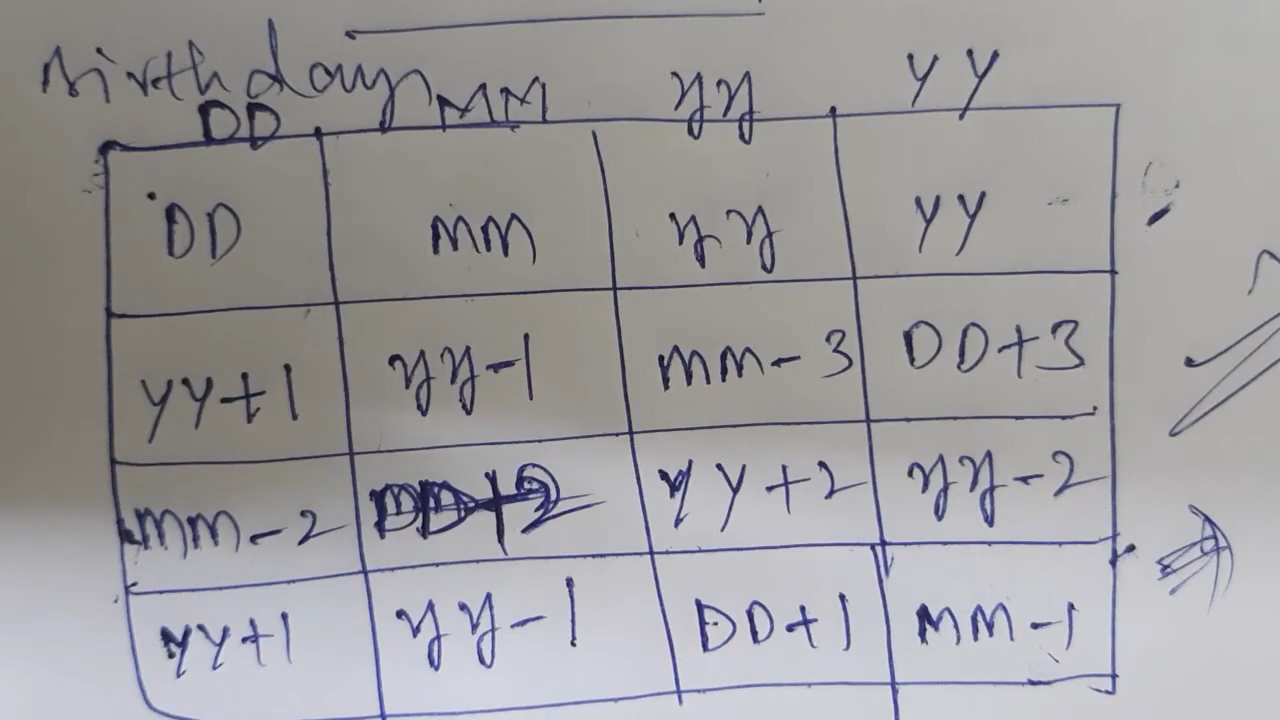 Birthday
DD MM yy YY
DD MM yy YY
YY+1 yy-1 MM-3 DD+3
MM-2 DD+2 YY+2 yy-2
YY+1 yy-1 DD+1 MM-1